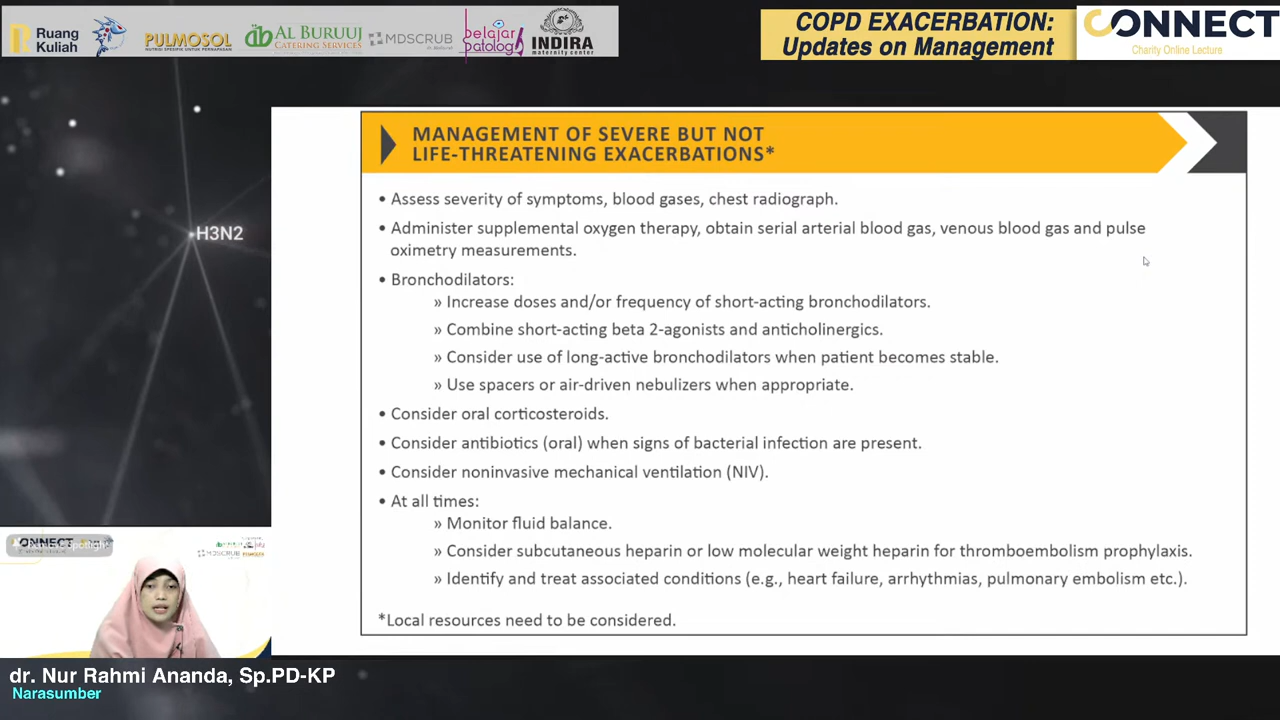 Ruang
Kuliah
PULMOSOL
NUTRISI SPESIFIK UNTUK PERNAPASAN
AL BURUUJ
CATERING SERVICES
MDSCRUB
belajar
patologi
INDIRA
maternity center
COPD EXACERBATION:
Updates on Management
CONNECT
Charity Online Lecture
MANAGEMENT OF SEVERE BUT NOT
LIFE-THREATENING EXACERBATIONS*
• Assess severity of symptoms, blood gases, chest radiograph.
• Administer supplemental oxygen therapy, obtain serial arterial blood gas, venous blood gas and pulse
oximetry measurements.
• Bronchodilators:
» Increase doses and/or frequency of short-acting bronchodilators.
» Combine short-acting beta 2-agonists and anticholinergics.
» Consider use of long-active bronchodilators when patient becomes stable.
» Use spacers or air-driven nebulizers when appropriate.
• Consider oral corticosteroids.
• Consider antibiotics (oral) when signs of bacterial infection are present.
• Consider noninvasive mechanical ventilation (NIV).
• At all times:
» Monitor fluid balance.
» Consider subcutaneous heparin or low molecular weight heparin for thromboembolism prophylaxis.
» Identify and treat associated conditions (e.g., heart failure, arrhythmias, pulmonary embolism etc.).
*Local resources need to be considered.
H3N2
CONNECT
MDSCRUB
dr. Nur Rahmi Ananda, Sp.PD-KP
Narasumber